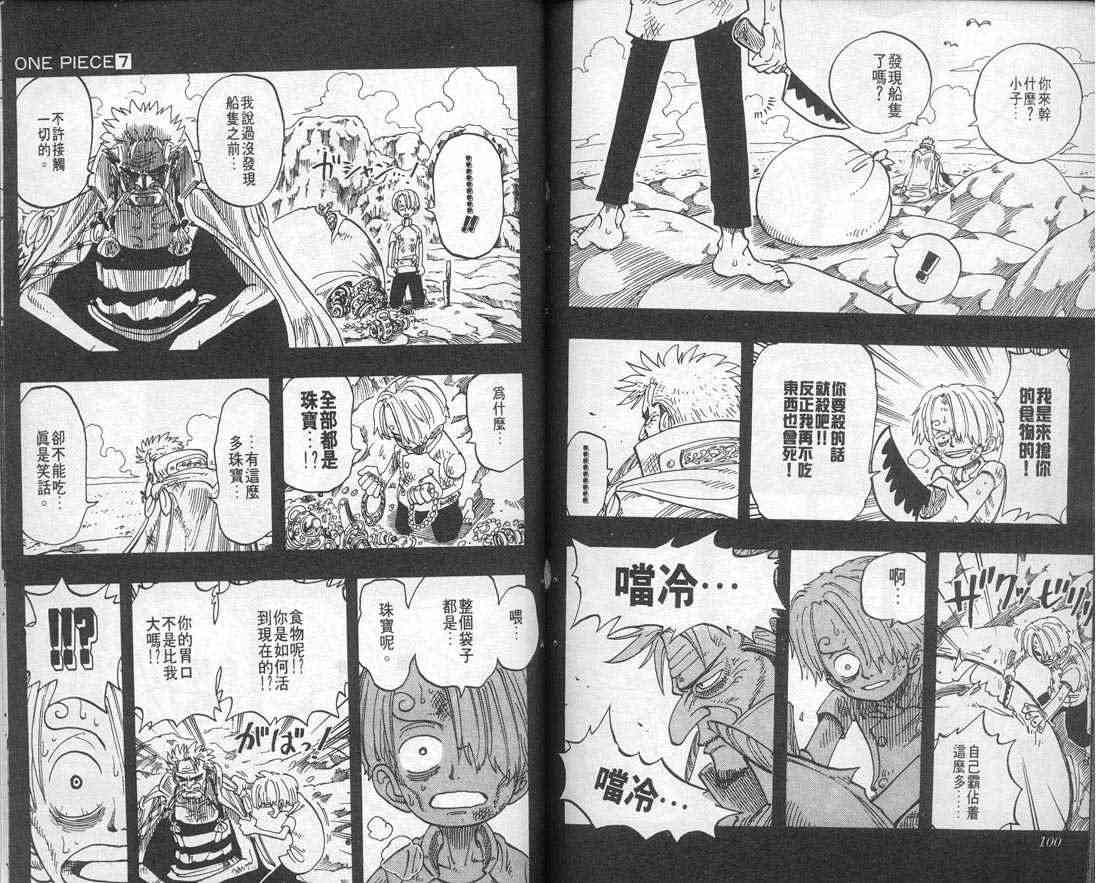 你來幹
什麼？
小子…
發現船隻
了嗎？
!!
我是來搶你
的食物的！
你要殺的話
就殺吧!!
反正我再不吃
東西也會死！
…………
ザクッゼリッ
自己霸佔着
這麼多……
啊…
噹冷…
噹冷…
100
ONE PIECE 7
…………!!
ガシャン…
我說過沒發現
船隻之前…
不許接觸
一切的。
爲什麼…
全部都是
珠寶…!?
…有這麼
多珠寶…
卻不能吃…
眞是笑話。
喂…
整個袋子
都是…
珠寶呢。
がばっ！
食物呢!?
你是如何活
到現在的!?
你的胃口
不是比我
大嗎!?
!!!?